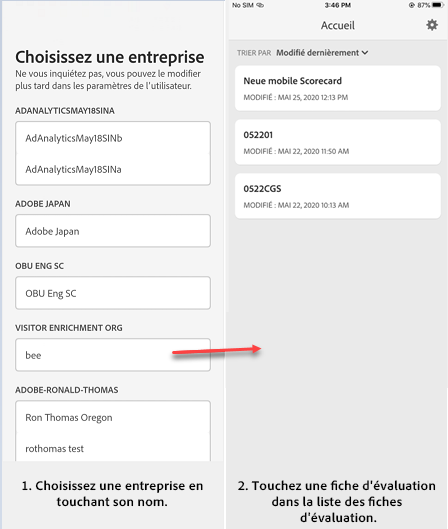 Choisissez une entreprise
Ne vous inquiétez pas, vous pouvez le modifier
plus tard dans les paramètres de l'utilisateur.
ADANALYTICSMAY18SINA
AdAnalyticsMay18SINb
AdAnalyticsMay18SINa
ADOBE JAPAN
Adobe Japan
OBU ENG SC
OBU Eng SC
VISITOR ENRICHMENT ORG
bee
ADOBE-RONALD-THOMAS
Ron Thomas Oregon
rothomas test
1. Choisissez une entreprise en
touchant son nom.
No SIM 3:46 PM 87%
Accueil
TRIER PAR Modifié dernièrement
Neue mobile Scorecard
MODIFIÉ : MAI 25, 2020 12:13 PM
052201
MODIFIÉ : MAI 22, 2020 11:50 AM
0522CGS
MODIFIÉ : MAI 22, 2020 10:13 AM
2. Touchez une fiche d'évaluation
dans la liste des fiches
d'évaluation.